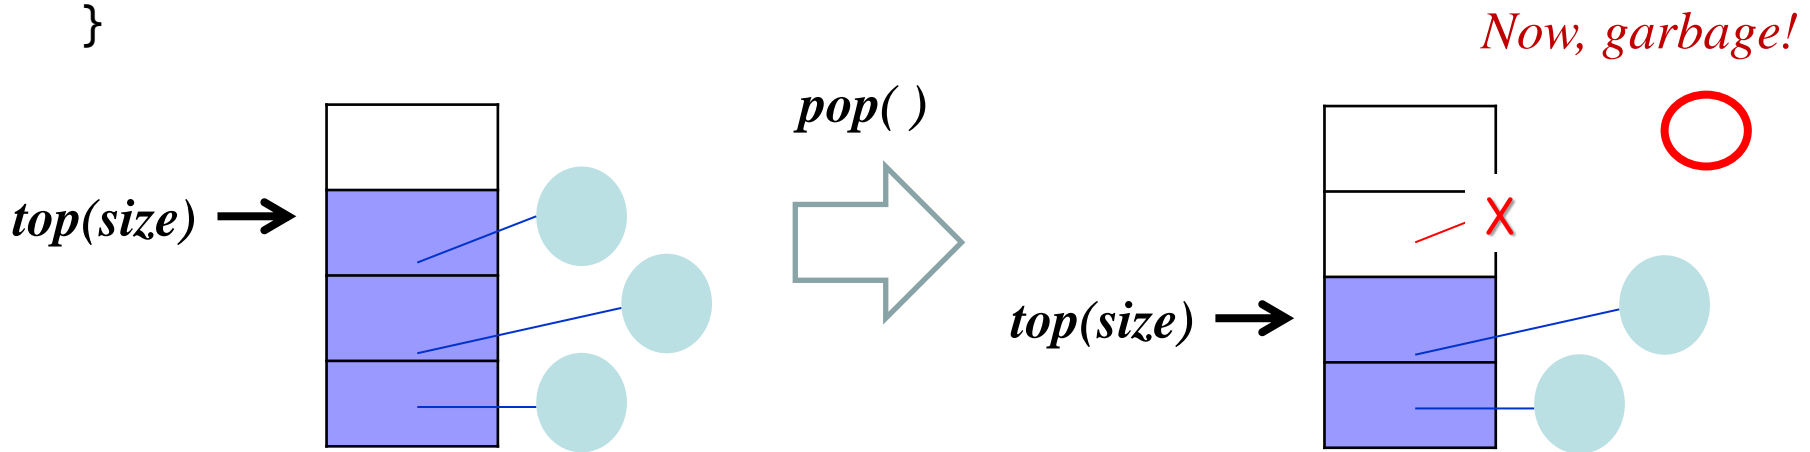 }
Now, garbage!
pop( )
top(size)
X
top(size)